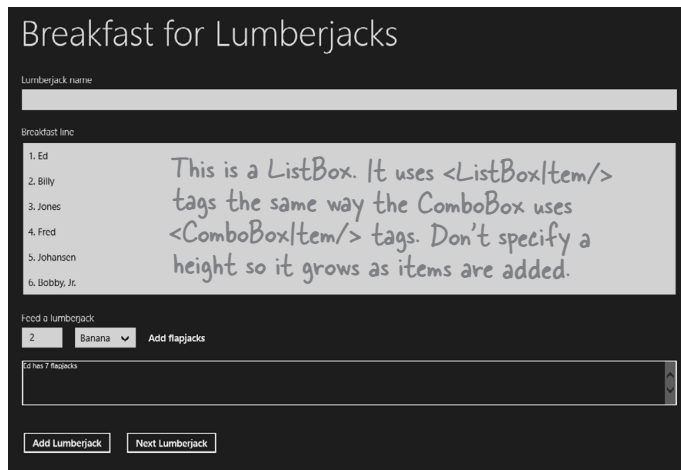 Breakfast for Lumberjacks
Lumberjack name
Breakfast line
1. Ed
2. Billy
3. Jones
4. Fred
5. Johansen
6. Bobby, Jr.
This is a ListBox. It uses <ListBoxItem/>
tags the same way the ComboBox uses
<ComboBoxItem/> tags. Don't specify a
height so it grows as items are added.
Feed a lumberjack
2 Banana Add flapjacks
Ed has 7 flapjacks
Add Lumberjack Next Lumberjack